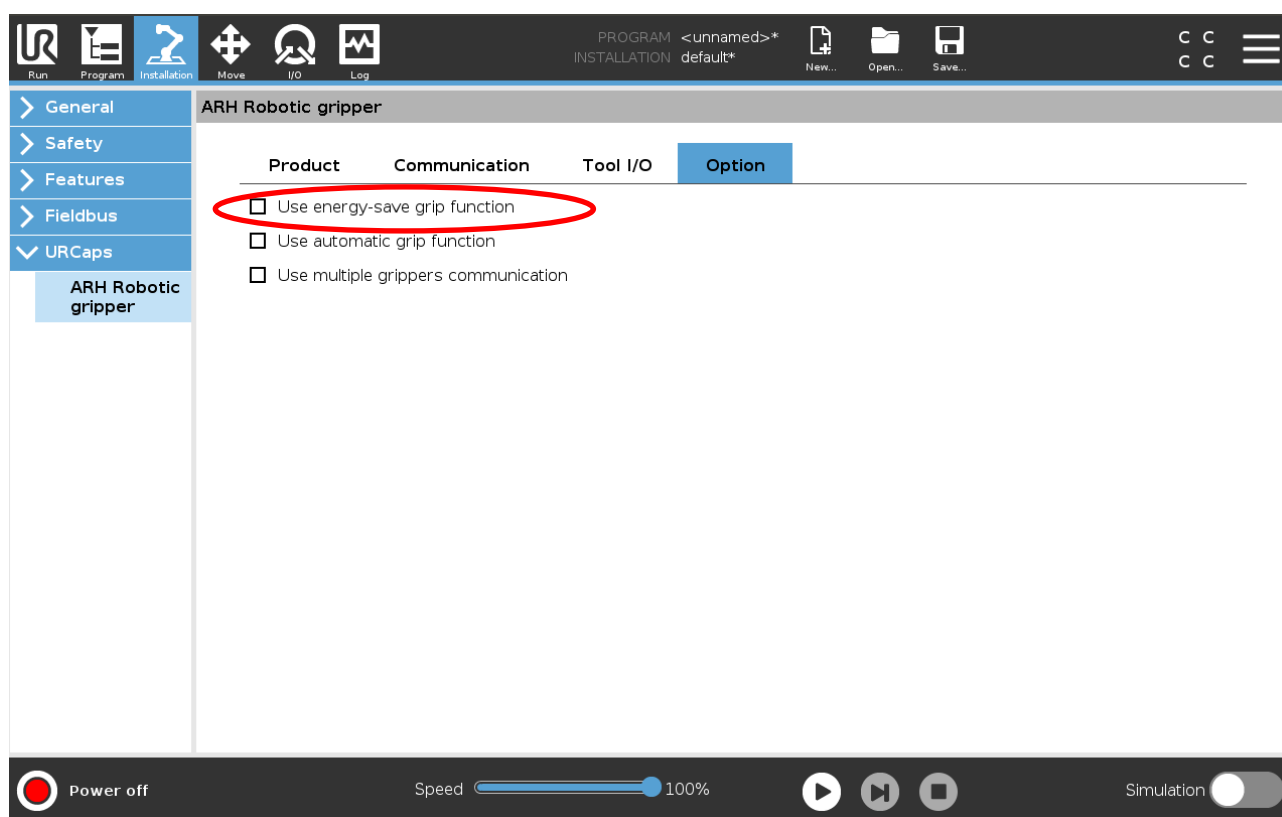 UR
PROGRAM <unnamed>*
INSTALLATION default*
C C
C C
Run Program Installation Move I/O Log New... Open... Save...
General
ARH Robotic gripper
Safety
Product Communication Tool I/O Option
Features
Use energy-save grip function
Fieldbus
Use automatic grip function
URCaps
Use multiple grippers communication
ARH Robotic
gripper
Power off Speed 100% Simulation